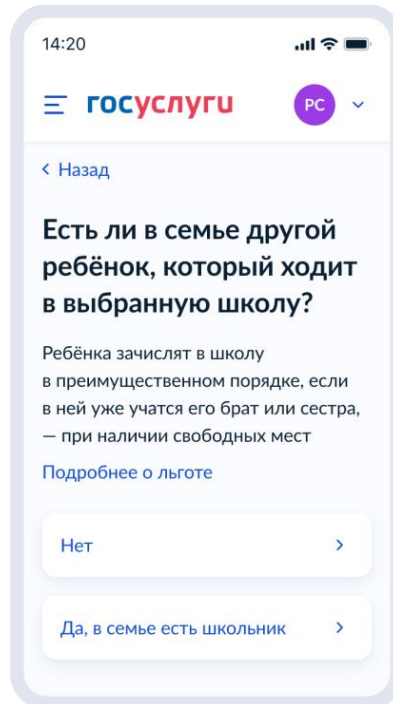 14:20
госуслуги
РС
Назад
Есть ли в семье другой
ребёнок, который ходит
в выбранную школу?
Ребёнка зачислят в школу
в преимущественном порядке, если
в ней уже учатся его брат или сестра,
— при наличии свободных мест
Подробнее о льготе
Нет
Да, в семье есть школьник